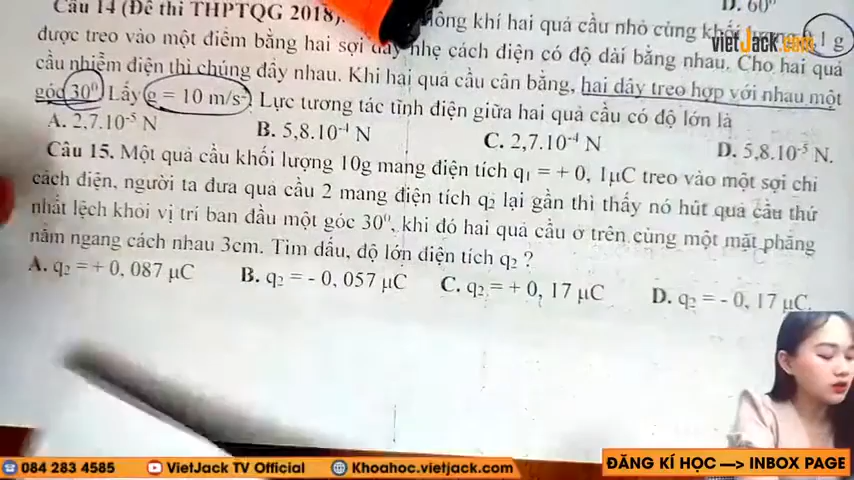 D. 60⁰
Câu 14 (Đề thi THPTQG 2018). không khí hai quả cầu nhỏ cùng khối 1 g
vietJack.com
được treo vào một điểm bằng hai sợi dây nhẹ cách điện có độ dài bằng nhau. Cho hai quả
cầu nhiễm điện thì chúng đẩy nhau. Khi hai quả cầu cân bằng, hai dây treo hợp với nhau một
góc 30⁰. Lấy g = 10 m/s². Lực tương tác tĩnh điện giữa hai quả cầu có độ lớn là
A. 2,7.10⁻⁵ N B. 5,8.10⁻⁴ N C. 2,7.10⁻⁴ N D. 5,8.10⁻⁵ N.
Câu 15. Một quả cầu khối lượng 10g mang điện tích q₁ = + 0, 1μC treo vào một sợi chỉ
cách điện, người ta đưa quả cầu 2 mang điện tích q₂ lại gần thì thấy nó hút quả cầu thứ
nhất lệch khỏi vị trí ban đầu một góc 30⁰, khi đó hai quả cầu ở trên cùng một mặt phẳng
nằm ngang cách nhau 3cm. Tìm dấu, độ lớn điện tích q₂ ?
A. q₂ = + 0, 087 μC B. q₂ = - 0, 057 μC C. q₂ = + 0, 17 μC D. q₂ = - 0, 17 μC.
084 283 4585 VietJack TV Official Khoahoc.vietjack.com ĐĂNG KÍ HỌC —> INBOX PAGE